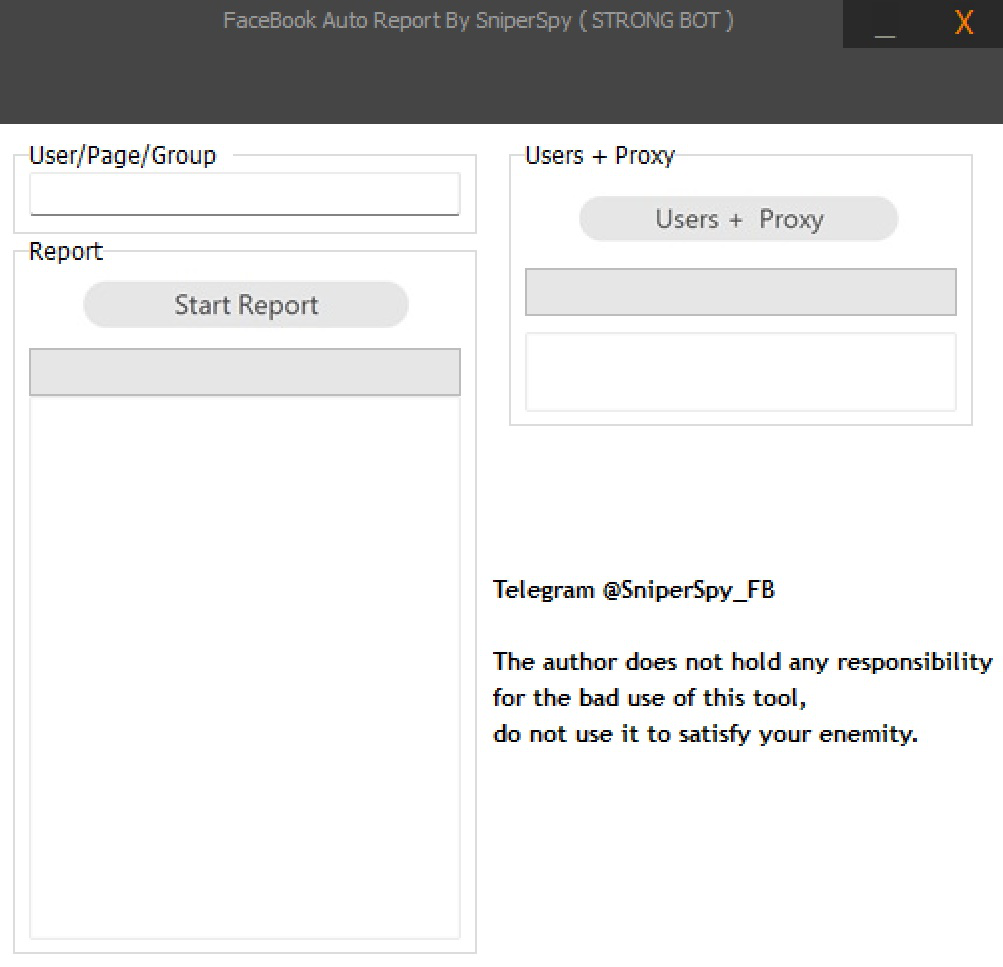 FaceBook Auto Report By SniperSpy ( STRONG BOT )
_ X
User/Page/Group
Report
Start Report
Users + Proxy
Users + Proxy
Telegram @SniperSpy_FB
The author does not hold any responsibility
for the bad use of this tool,
do not use it to satisfy your enemity.